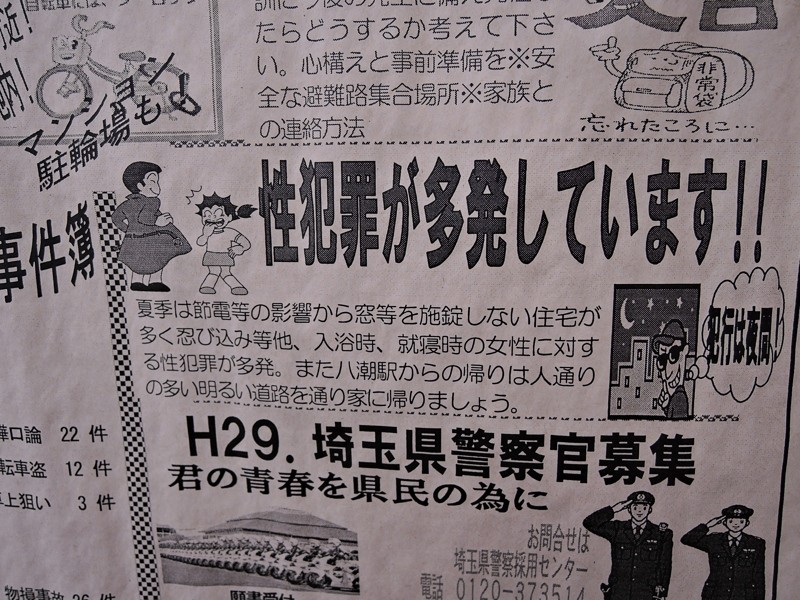 自転車には、
訓
たらどうするか考えて下さ
い。心構えと事前準備を※安
全な避難路集合場所※家族と
の連絡方法
非常袋
忘れたころに…
マンション
駐輪場も♪
性犯罪が多発しています!!
事件簿
夏季は節電等の影響から窓等を施錠しない住宅が
多く忍び込み等他、入浴時、就寝時の女性に対す
る性犯罪が多発。また八潮駅からの帰りは人通り
の多い明るい道路を通り家に帰りましょう。
犯行は夜間!
口論 22 件
転車盗 12 件
上狙い 3 件
物損事故 26 件
H29. 埼玉県警察官募集
君の青春を県民の為に
お問合せは
埼玉県警察採用センター
電話 0120-373514
願書受付